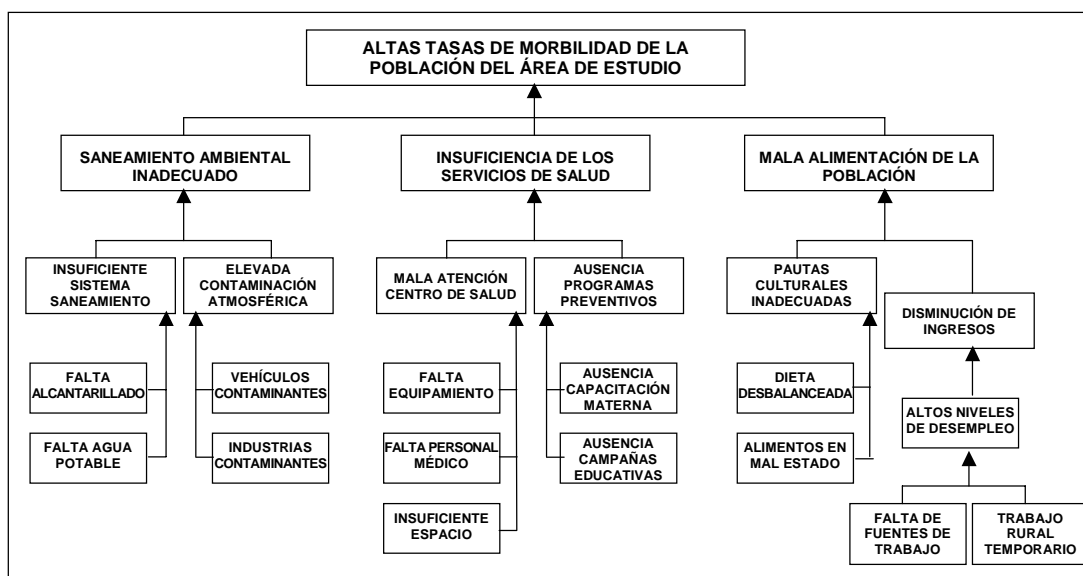 ALTAS TASAS DE MORBILIDAD DE LA
POBLACIÓN DEL ÁREA DE ESTUDIO
SANEAMIENTO AMBIENTAL
INADECUADO
INSUFICIENCIA DE LOS
SERVICIOS DE SALUD
MALA ALIMENTACIÓN DE LA
POBLACIÓN
INSUFICIENTE
SISTEMA
SANEAMIENTO
ELEVADA
CONTAMINACIÓN
ATMOSFÉRICA
MALA ATENCIÓN
CENTRO DE SALUD
AUSENCIA
PROGRAMAS
PREVENTIVOS
PAUTAS
CULTURALES
INADECUADAS
DISMINUCIÓN DE
INGRESOS
FALTA
ALCANTARILLADO
VEHÍCULOS
CONTAMINANTES
FALTA
EQUIPAMIENTO
AUSENCIA
CAPACITACIÓN
MATERNA
DIETA
DESBALANCEADA
ALTOS NIVELES
DE DESEMPLEO
FALTA AGUA
POTABLE
INDUSTRIAS
CONTAMINANTES
FALTA PERSONAL
MÉDICO
AUSENCIA
CAMPAÑAS
EDUCATIVAS
ALIMENTOS EN
MAL ESTADO
INSUFICIENTE
ESPACIO
FALTA DE
FUENTES DE
TRABAJO
TRABAJO
RURAL
TEMPORARIO